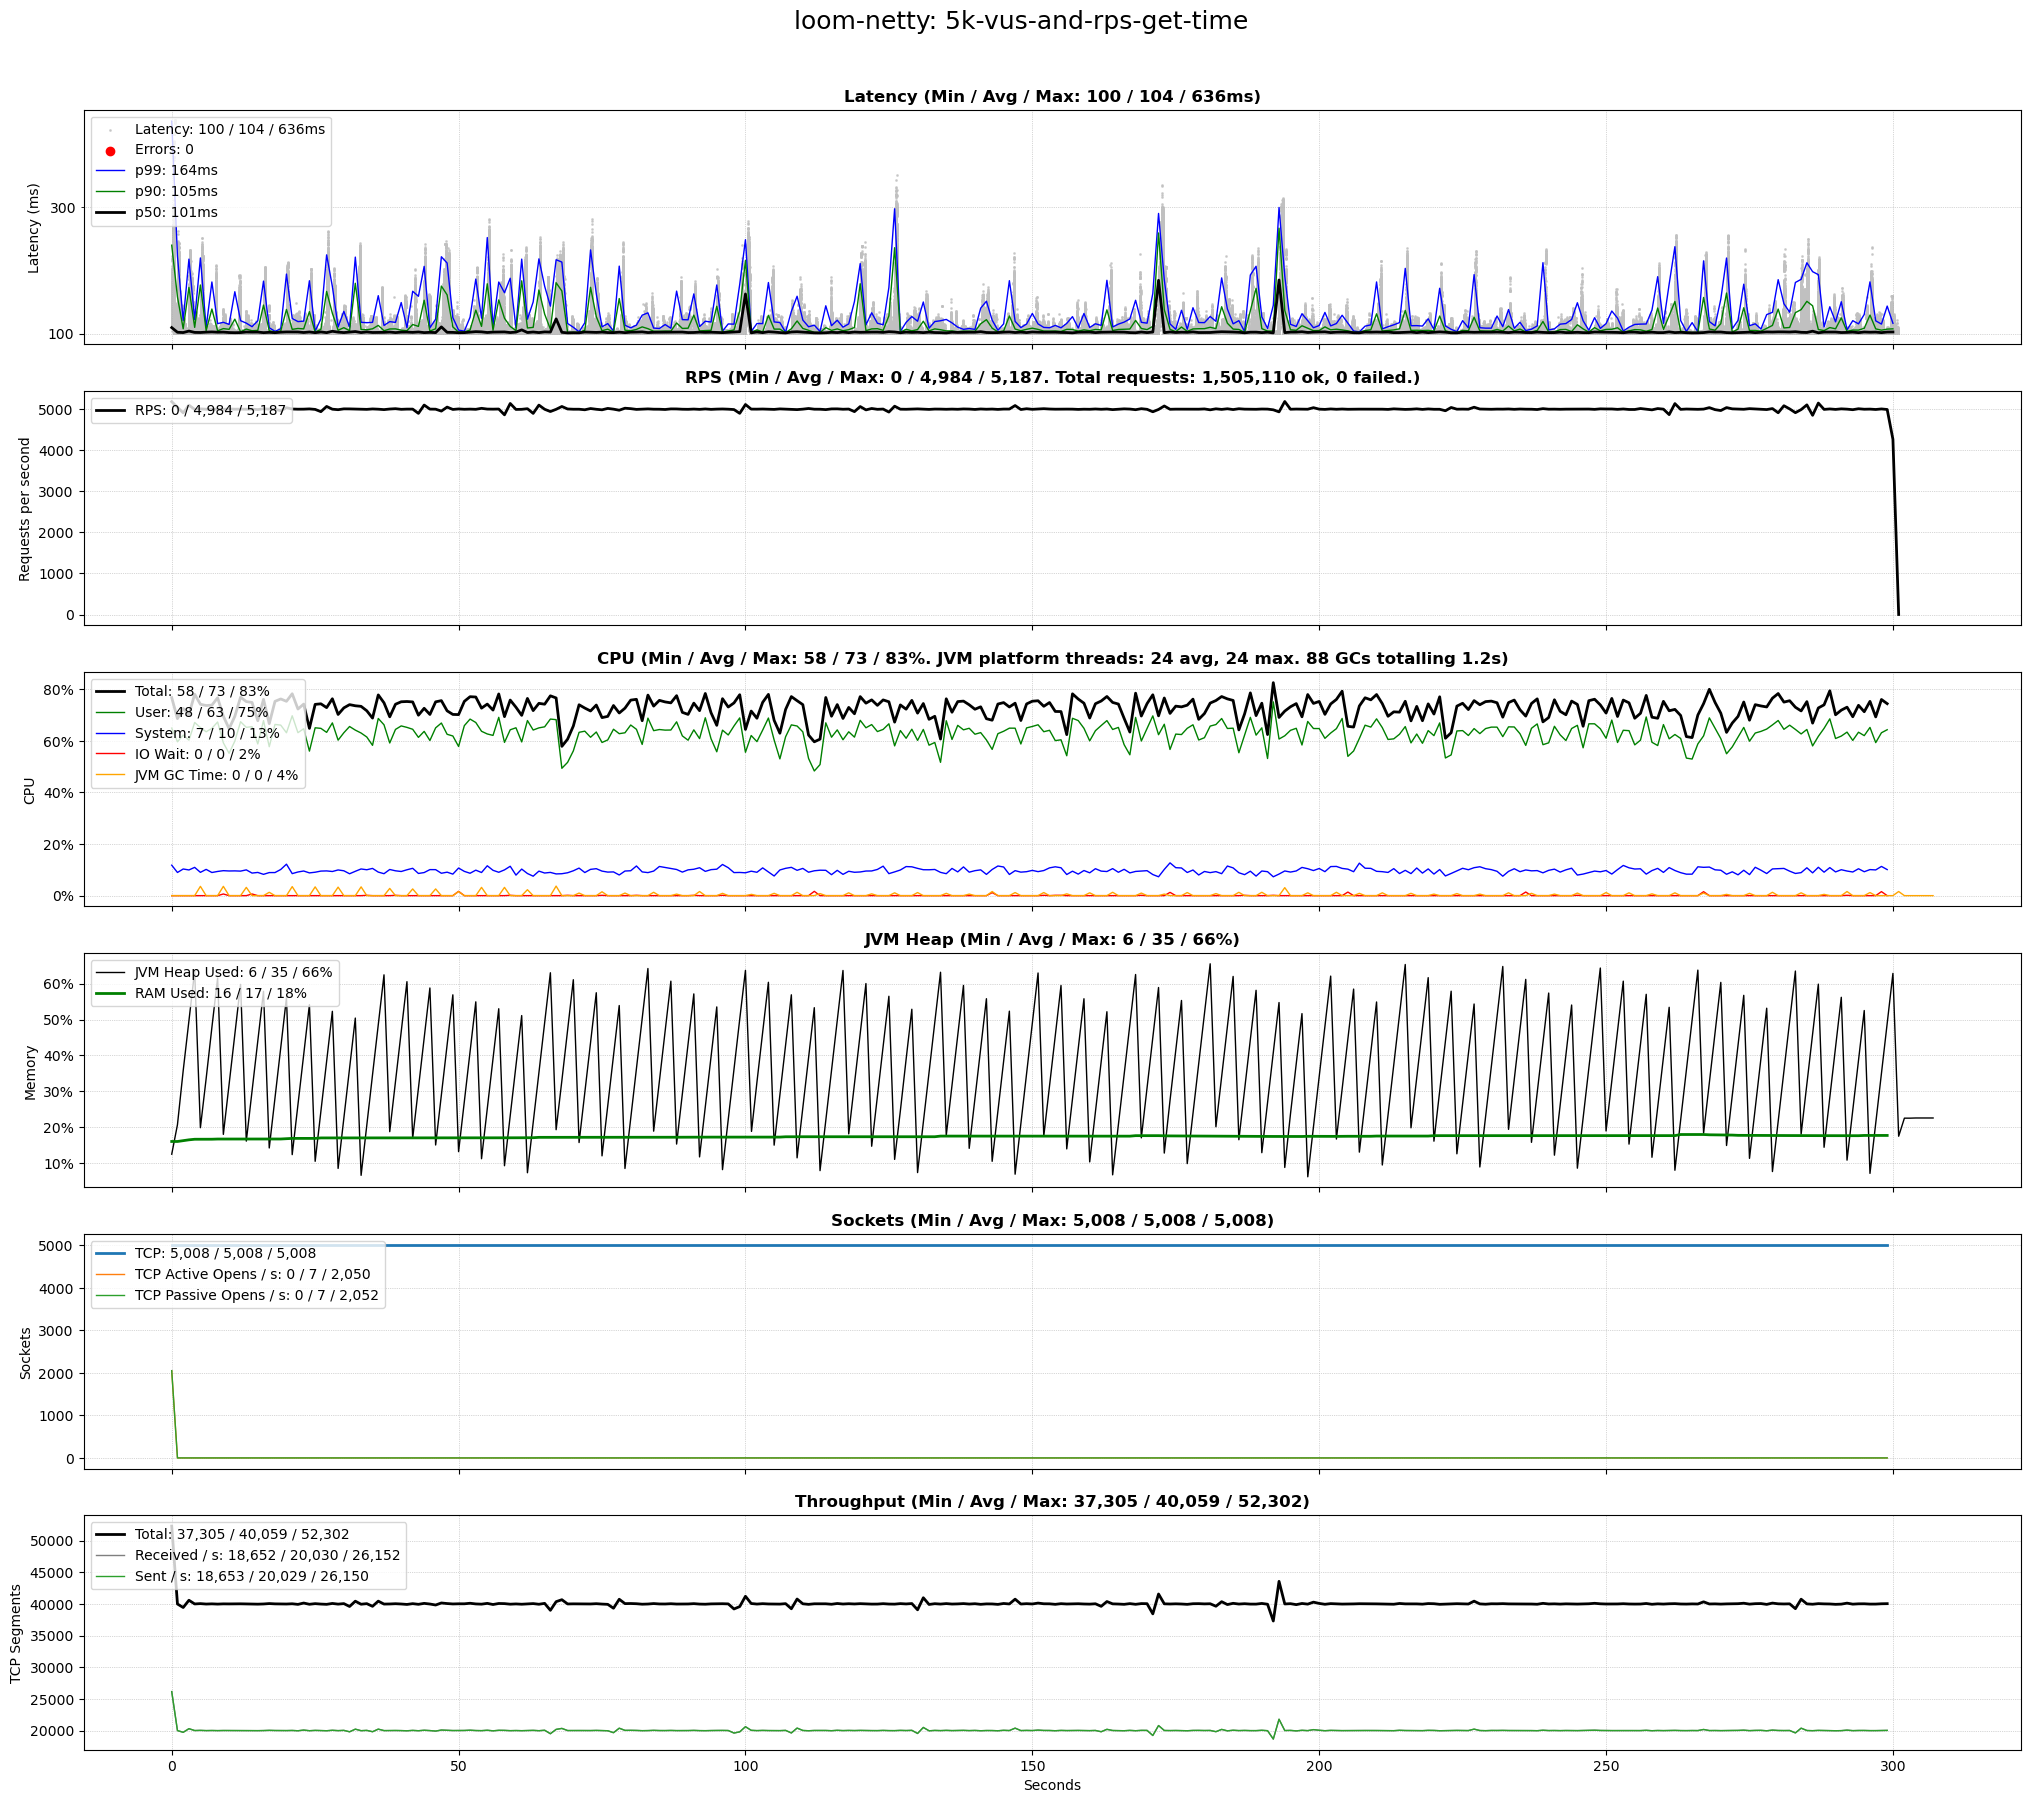 loom-netty: 5k-vus-and-rps-get-time
Latency (Min / Avg / Max: 100 / 104 / 636ms)
Latency: 100 / 104 / 636ms
Errors: 0
p99: 164ms
p90: 105ms
p50: 101ms
Latency (ms)
300
100
RPS (Min / Avg / Max: 0 / 4,984 / 5,187. Total requests: 1,505,110 ok, 0 failed.)
RPS: 0 / 4,984 / 5,187
Requests per second
5000
4000
3000
2000
1000
0
CPU (Min / Avg / Max: 58 / 73 / 83%. JVM platform threads: 24 avg, 24 max. 88 GCs totalling 1.2s)
Total: 58 / 73 / 83%
User: 48 / 63 / 75%
System: 7 / 10 / 13%
IO Wait: 0 / 0 / 2%
JVM GC Time: 0 / 0 / 4%
CPU
80%
60%
40%
20%
0%
JVM Heap (Min / Avg / Max: 6 / 35 / 66%)
JVM Heap Used: 6 / 35 / 66%
RAM Used: 16 / 17 / 18%
Memory
60%
50%
40%
30%
20%
10%
Sockets (Min / Avg / Max: 5,008 / 5,008 / 5,008)
TCP: 5,008 / 5,008 / 5,008
TCP Active Opens / s: 0 / 7 / 2,050
TCP Passive Opens / s: 0 / 7 / 2,052
Sockets
5000
4000
3000
2000
1000
0
Throughput (Min / Avg / Max: 37,305 / 40,059 / 52,302)
Total: 37,305 / 40,059 / 52,302
Received / s: 18,652 / 20,030 / 26,152
Sent / s: 18,653 / 20,029 / 26,150
TCP Segments
50000
45000
40000
35000
30000
25000
20000
0 50 100 150 200 250 300
Seconds